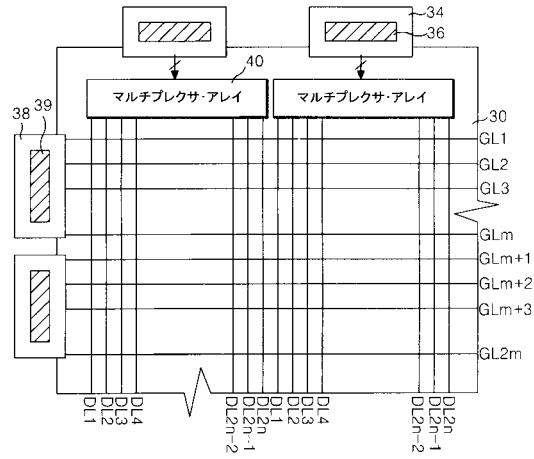 34
36
40
マルチプレクサ・アレイ
マルチプレクサ・アレイ
30
38
39
GL1
GL2
GL3
GLm
GLm+1
GLm+2
GLm+3
GL2m
DL1
DL2
DL3
DL4
DL2n-2
DL2n-1
DL2n
DL1
DL2
DL3
DL4
DL2n-2
DL2n-1
DL2n